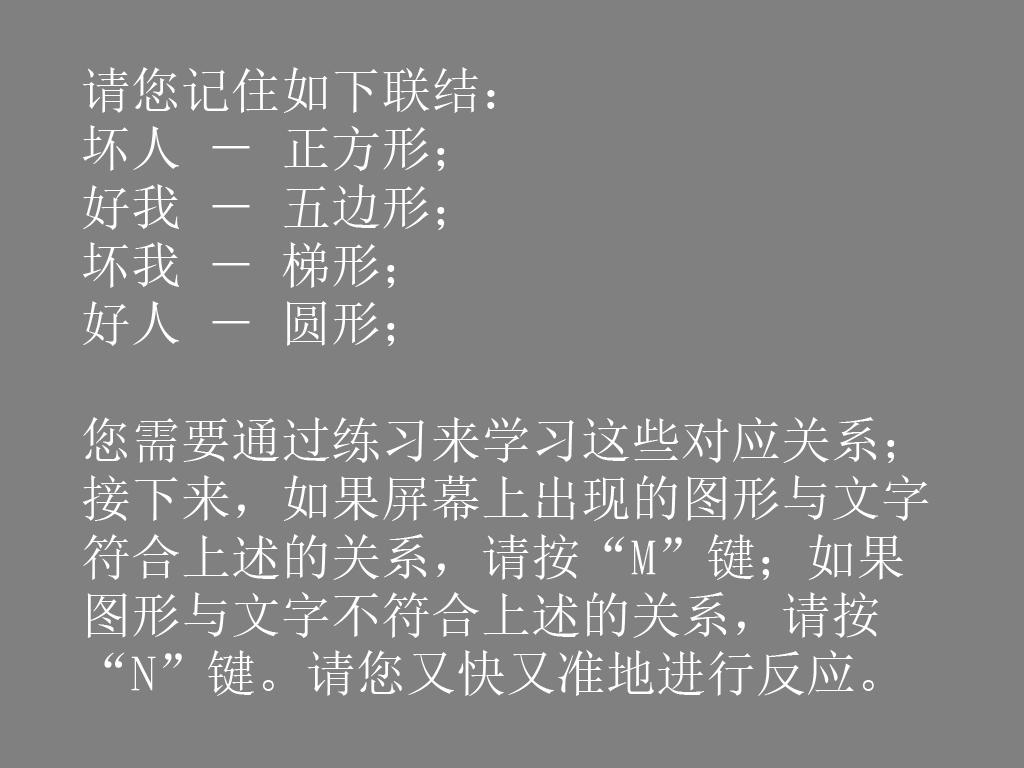 请您记住如下联结：
坏人 － 正方形；
好我 － 五边形；
坏我 － 梯形；
好人 － 圆形；
您需要通过练习来学习这些对应关系；
接下来，如果屏幕上出现的图形与文字
符合上述的关系，请按“M”键；如果
图形与文字不符合上述的关系，请按
“N”键。请您又快又准地进行反应。